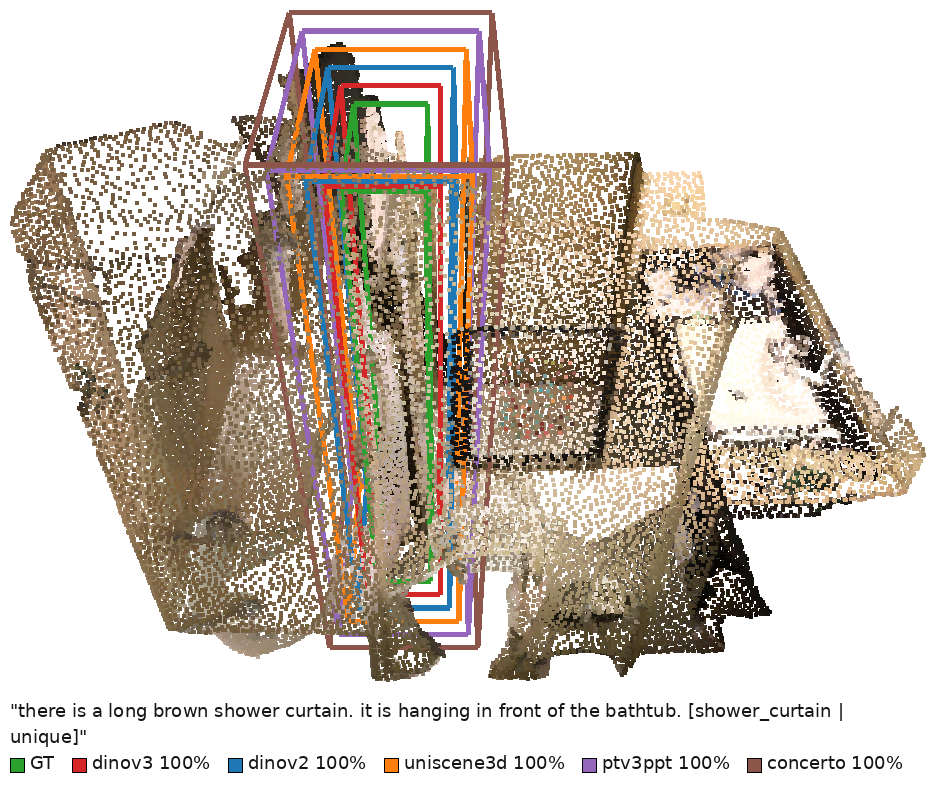 "there is a long brown shower curtain. it is hanging in front of the bathtub. [shower_curtain |
unique]"
GT dinov3 100% dinov2 100% uniscene3d 100% ptv3ppt 100% concerto 100%